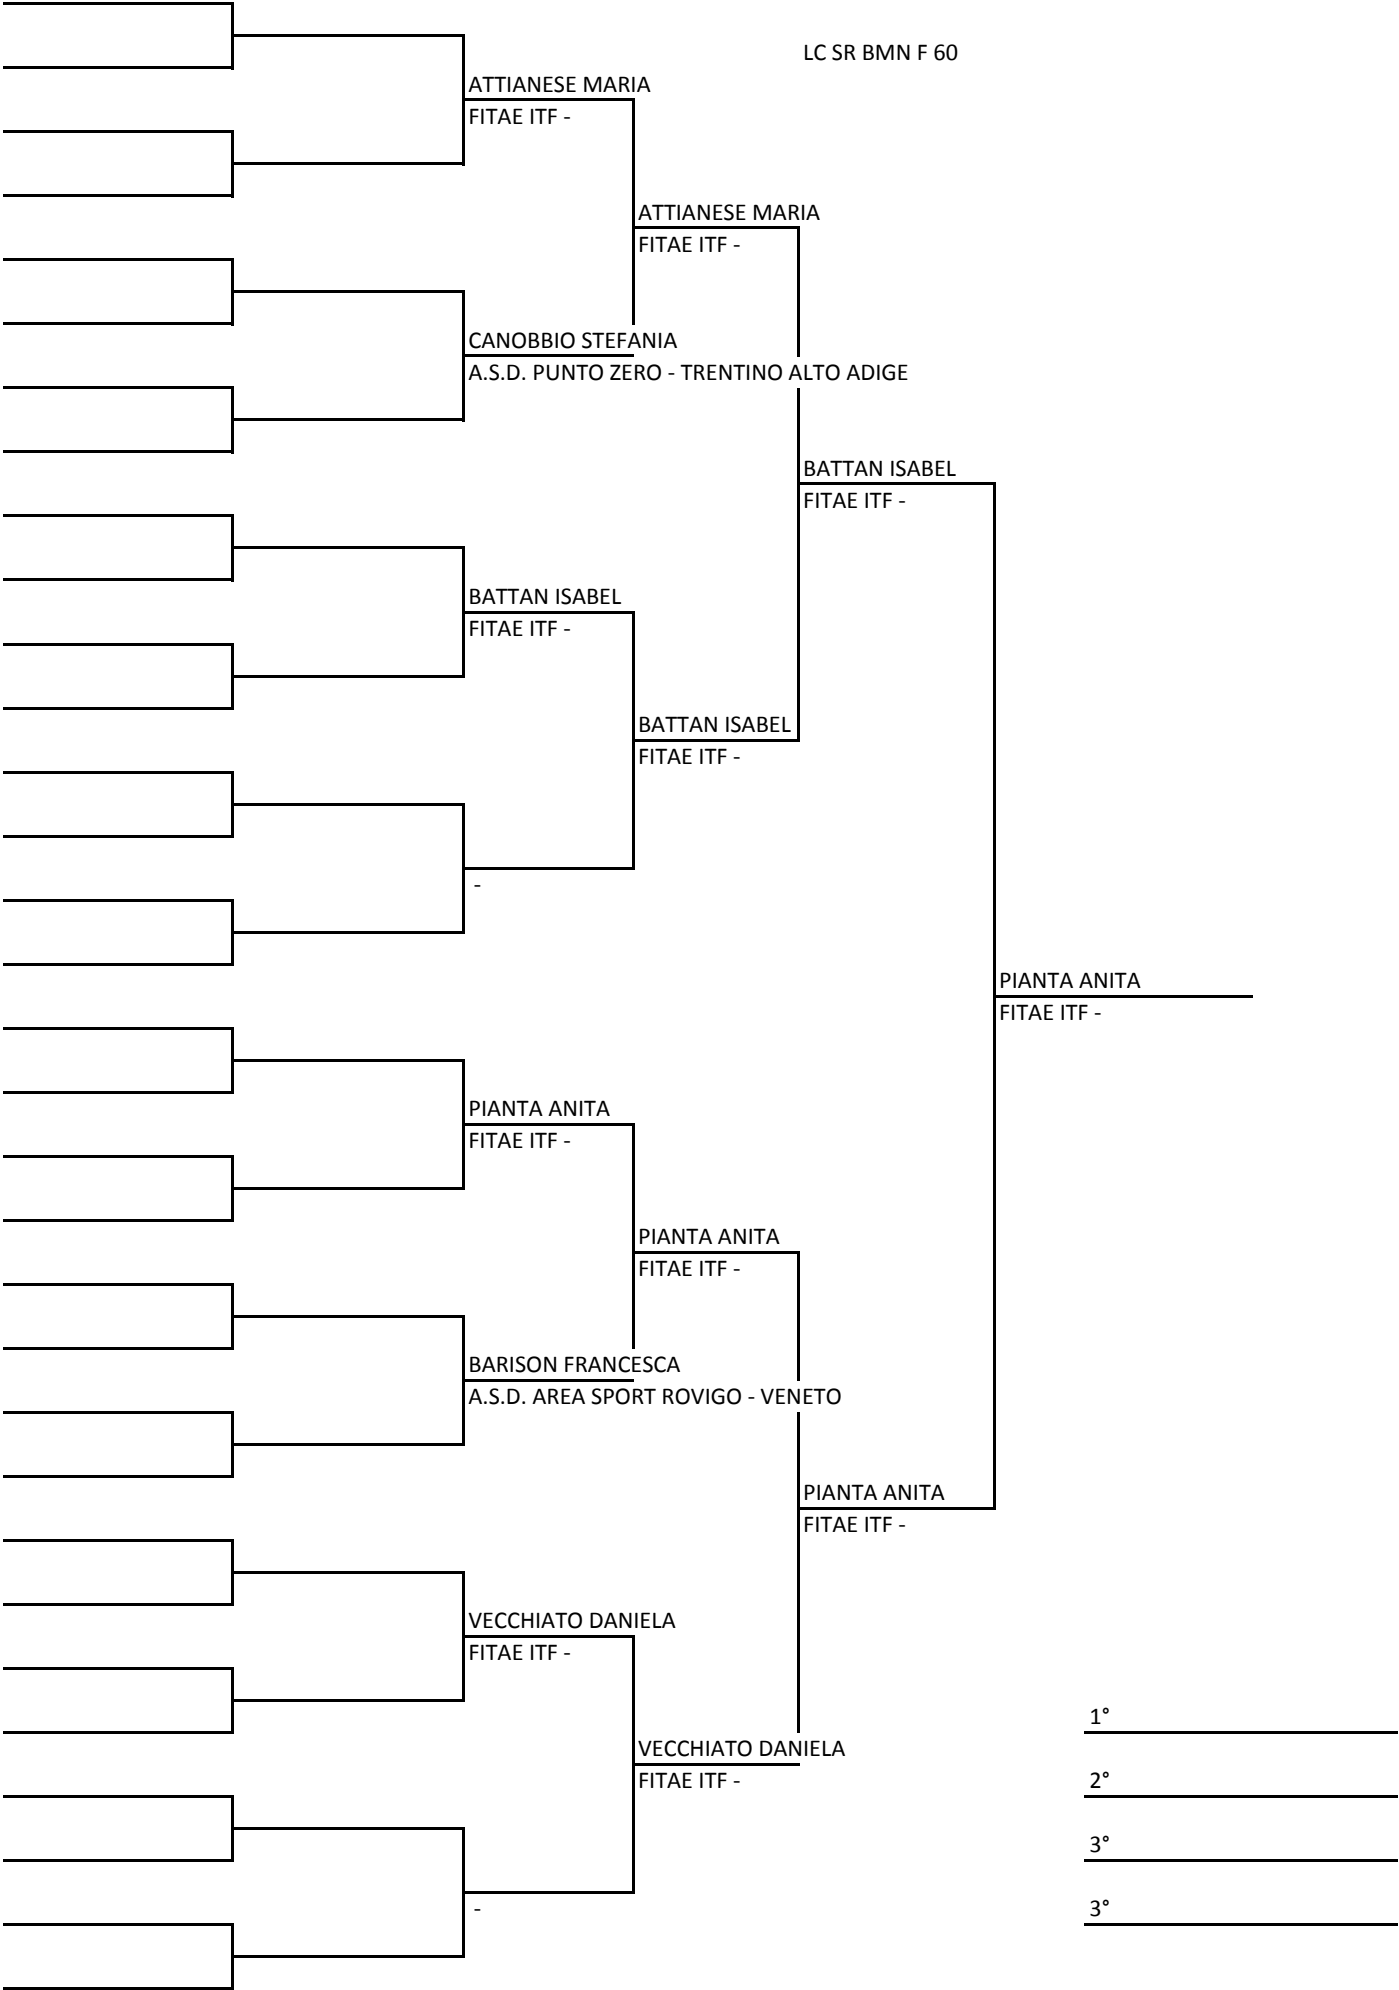 LC SR BMN F 60
ATTIANESE MARIA
FITAE ITF -
ATTIANESE MARIA
FITAE ITF -
CANOBBIO STEFANIA
A.S.D. PUNTO ZERO - TRENTINO ALTO ADIGE
BATTAN ISABEL
FITAE ITF -
BATTAN ISABEL
FITAE ITF -
BATTAN ISABEL
FITAE ITF -
-
PIANTA ANITA
FITAE ITF -
PIANTA ANITA
FITAE ITF -
PIANTA ANITA
FITAE ITF -
BARISON FRANCESCA
A.S.D. AREA SPORT ROVIGO - VENETO
PIANTA ANITA
FITAE ITF -
VECCHIATO DANIELA
FITAE ITF -
1°
VECCHIATO DANIELA
FITAE ITF -
2°
3°
-
3°